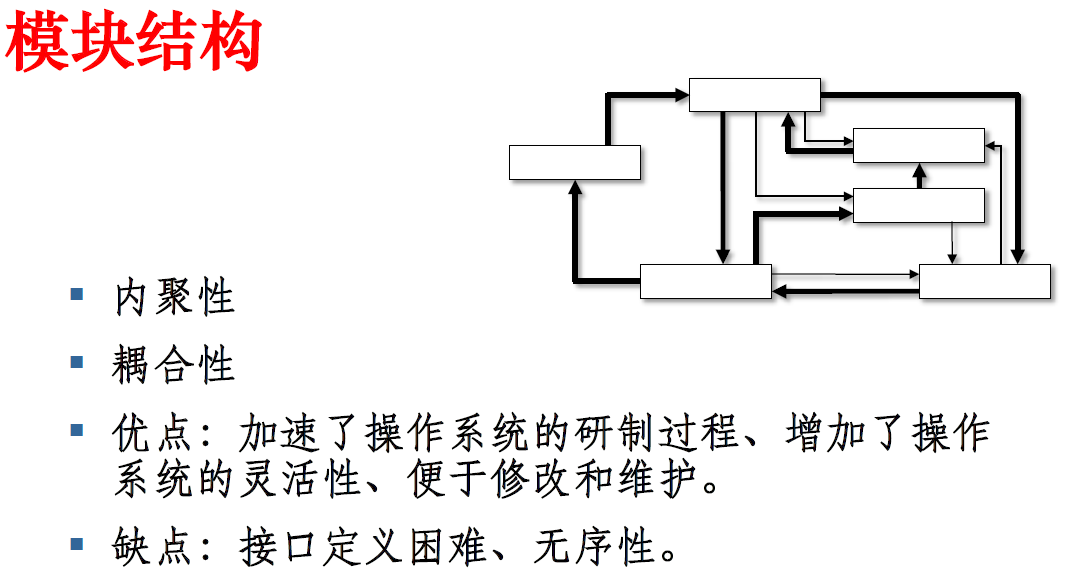 模块结构
内聚性
耦合性
优点：加速了操作系统的研制过程、增加了操作
系统的灵活性、便于修改和维护。
缺点：接口定义困难、无序性。